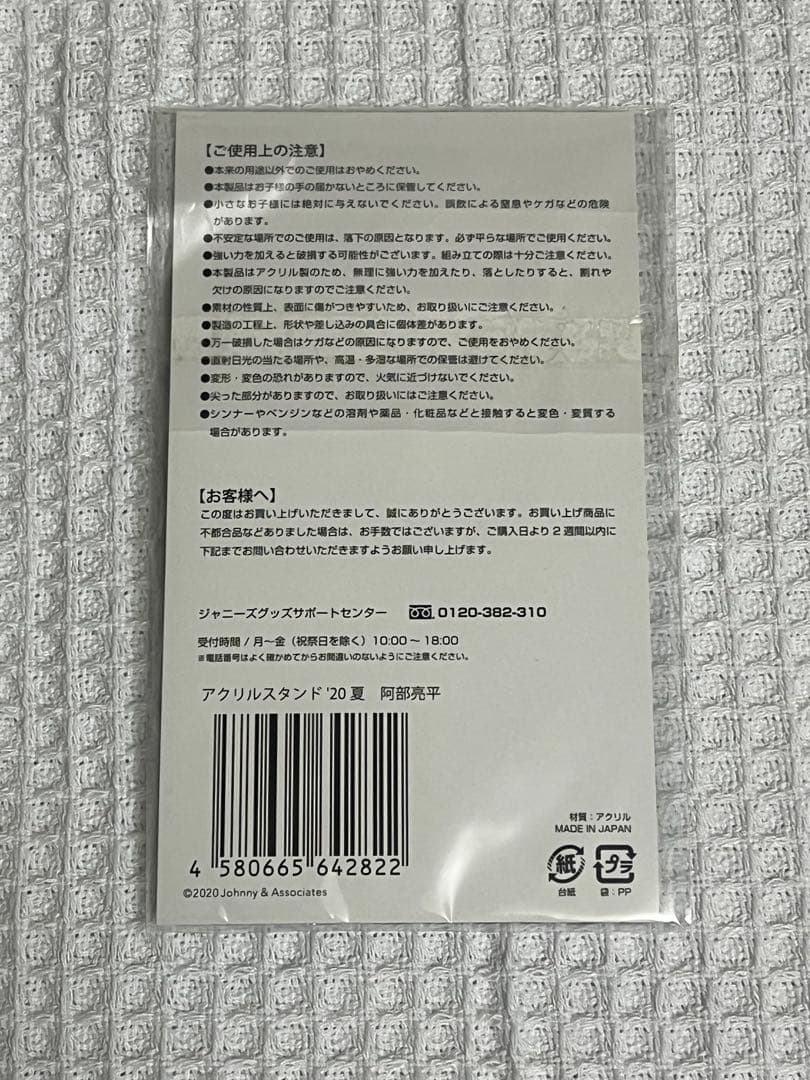 【ご使用上の注意】
●本来の用途以外でのご使用はおやめください。
●本製品はお子様の手の届かないところに保管してください。
●小さなお子様には絶対に与えないでください。誤飲による窒息やケガなどの危険
があります。
●不安定な場所でのご使用は、落下の原因となります。必ず平らな場所でご使用ください。
●強い力を加えると破損する可能性がございます。組み立ての際は十分ご注意ください。
●本製品はアクリル製のため、無理に強い力を加えたり、落としたりすると、割れや
欠けの原因になりますのでご注意ください。
●素材の性質上、表面に傷がつきやすいため、お取り扱いにご注意ください。
●製造の工程上、形状や差し込みの具合に個体差があります。
●万一破損した場合はケガなどの原因になりますので、ご使用をおやめください。
●直射日光の当たる場所や、高温・多湿な場所での保管は避けてください。
●変形・変色の恐れがありますので、火気に近づけないでください。
●尖った部分がありますので、お取り扱いにはご注意ください。
●シンナーやベンジンなどの溶剤や薬品・化粧品などと接触すると変色・変質する
場合があります。
【お客様へ】
この度はお買い上げいただきまして、誠にありがとうございます。お買い上げ商品に
不都合品などありました場合は、お手数ではございますが、ご購入日より2週間以内に
下記までお問い合わせいただきますようお願い申し上げます。
ジャニーズグッズサポートセンター 0120-382-310
受付時間 / 月〜金（祝祭日を除く）10:00〜18:00
※電話番号はよく確かめてからお間違いのないようにご注意ください。
アクリルスタンド '20 夏 阿部亮平
4 580665 642822
©2020 Johnny & Associates
材質：アクリル
MADE IN JAPAN
紙 プラ
台紙 袋：PP